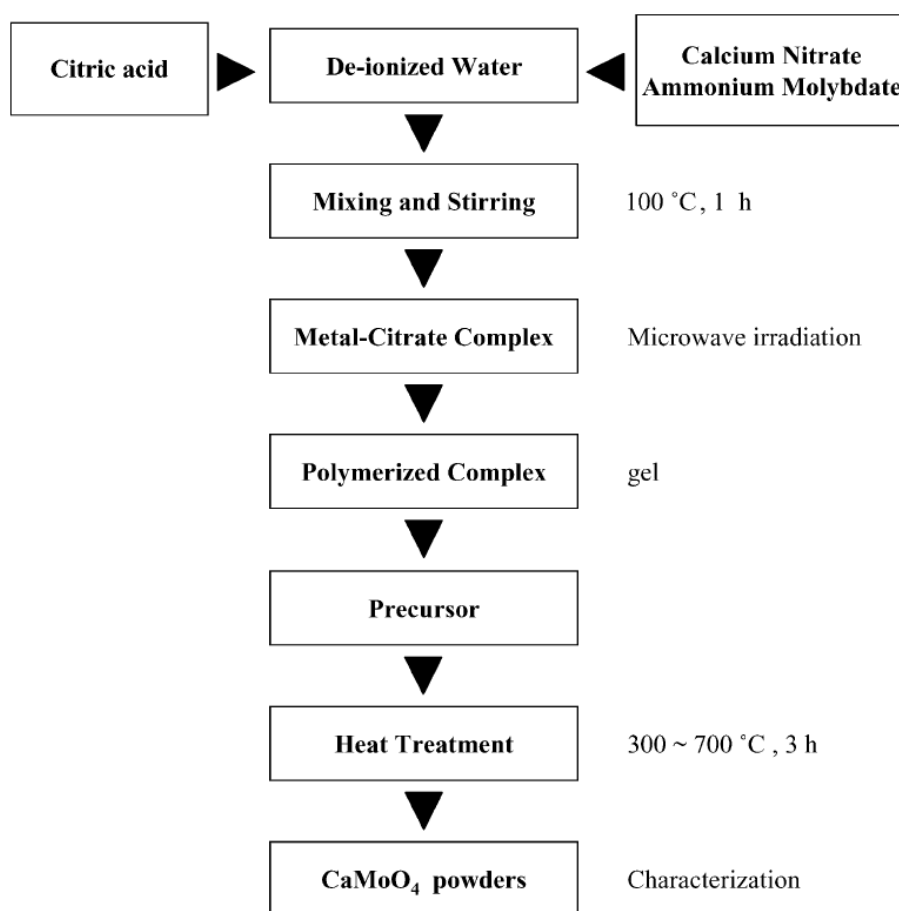 Citric acid
De-ionized Water
Calcium Nitrate
Ammonium Molybdate
Mixing and Stirring
100 ˚C , 1 h
Metal-Citrate Complex
Microwave irradiation
Polymerized Complex
gel
Precursor
Heat Treatment
300 ~ 700 ˚C , 3 h
CaMoO₄ powders
Characterization